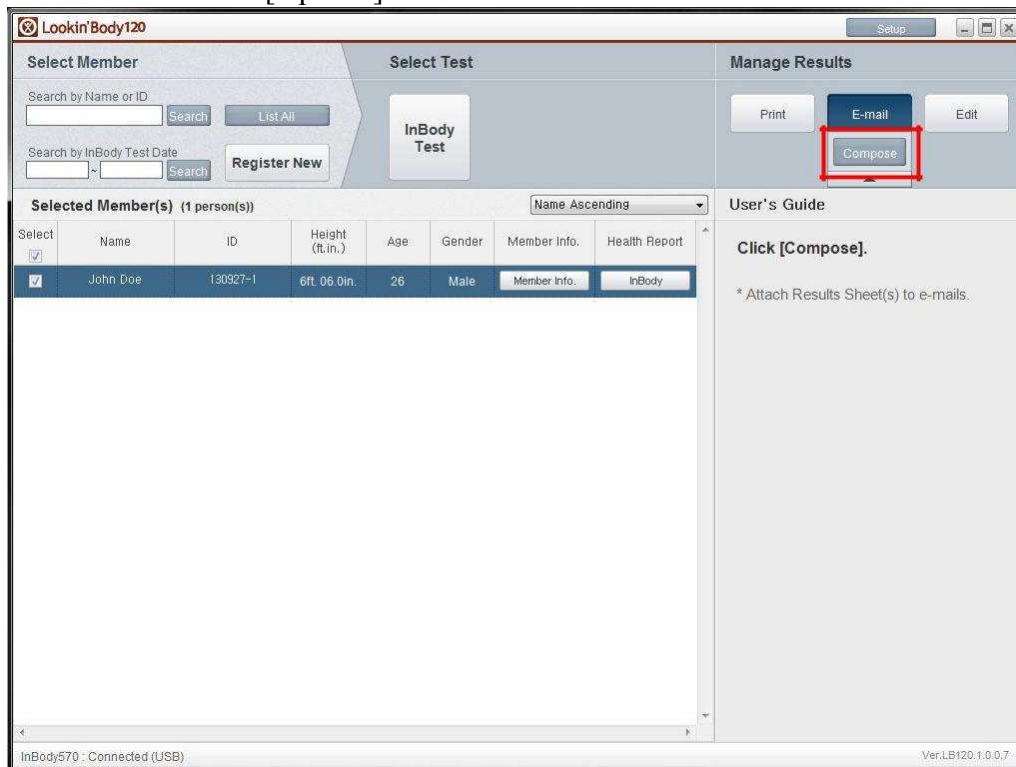 Lookin'Body120
Setup
Select Member
Select Test
Manage Results
Search by Name or ID
Search
List All
Search by InBody Test Date
~
Search
Register New
InBody
Test
Print
E-mail
Edit
Compose
Selected Member(s) (1 person(s))
Name Ascending
User's Guide
Select
Name
ID
Height
(ft.in.)
Age
Gender
Member Info.
Health Report
John Doe
130927-1
6ft. 06.0in.
26
Male
Member Info.
InBody
Click [Compose].
* Attach Results Sheet(s) to e-mails.
InBody570 : Connected (USB)
Ver.LB120.1.0.0.7